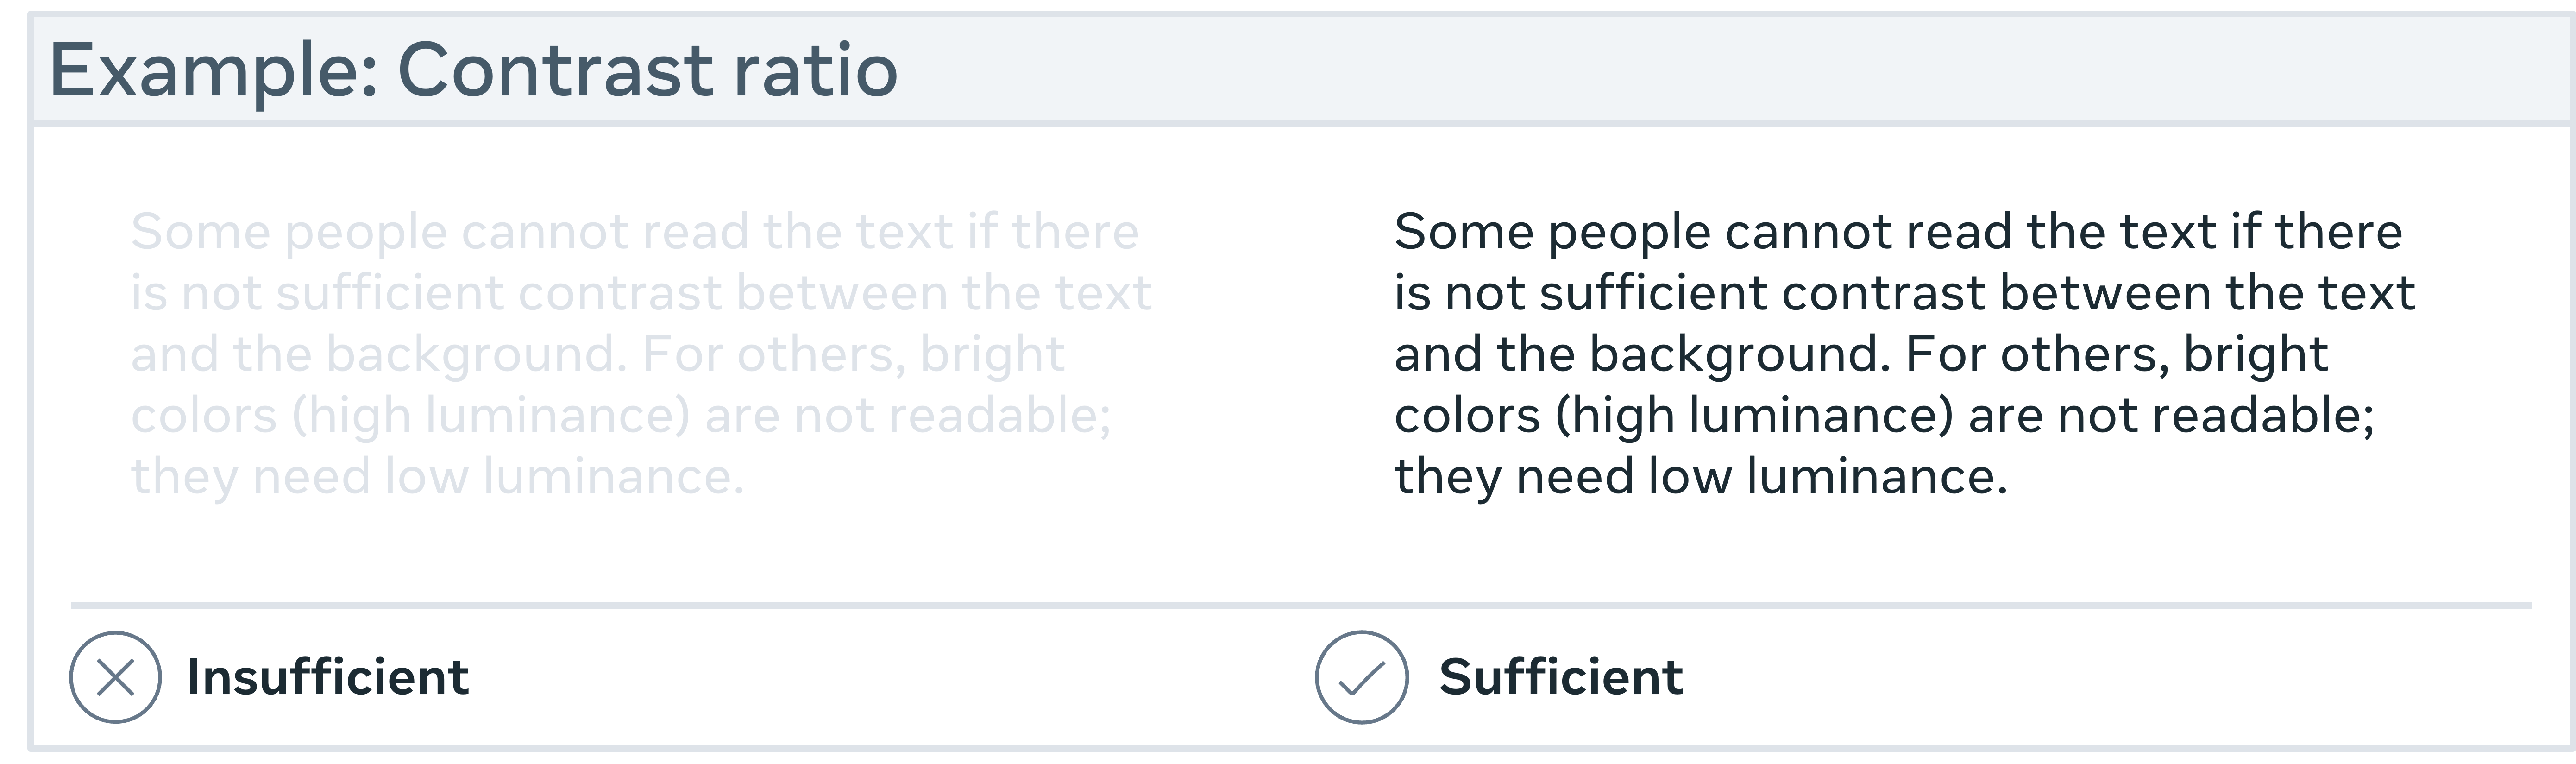 Example: Contrast ratio
Some people cannot read the text if there
is not sufficient contrast between the text
and the background. For others, bright
colors (high luminance) are not readable;
they need low luminance.
Some people cannot read the text if there
is not sufficient contrast between the text
and the background. For others, bright
colors (high luminance) are not readable;
they need low luminance.
Insufficient
Sufficient